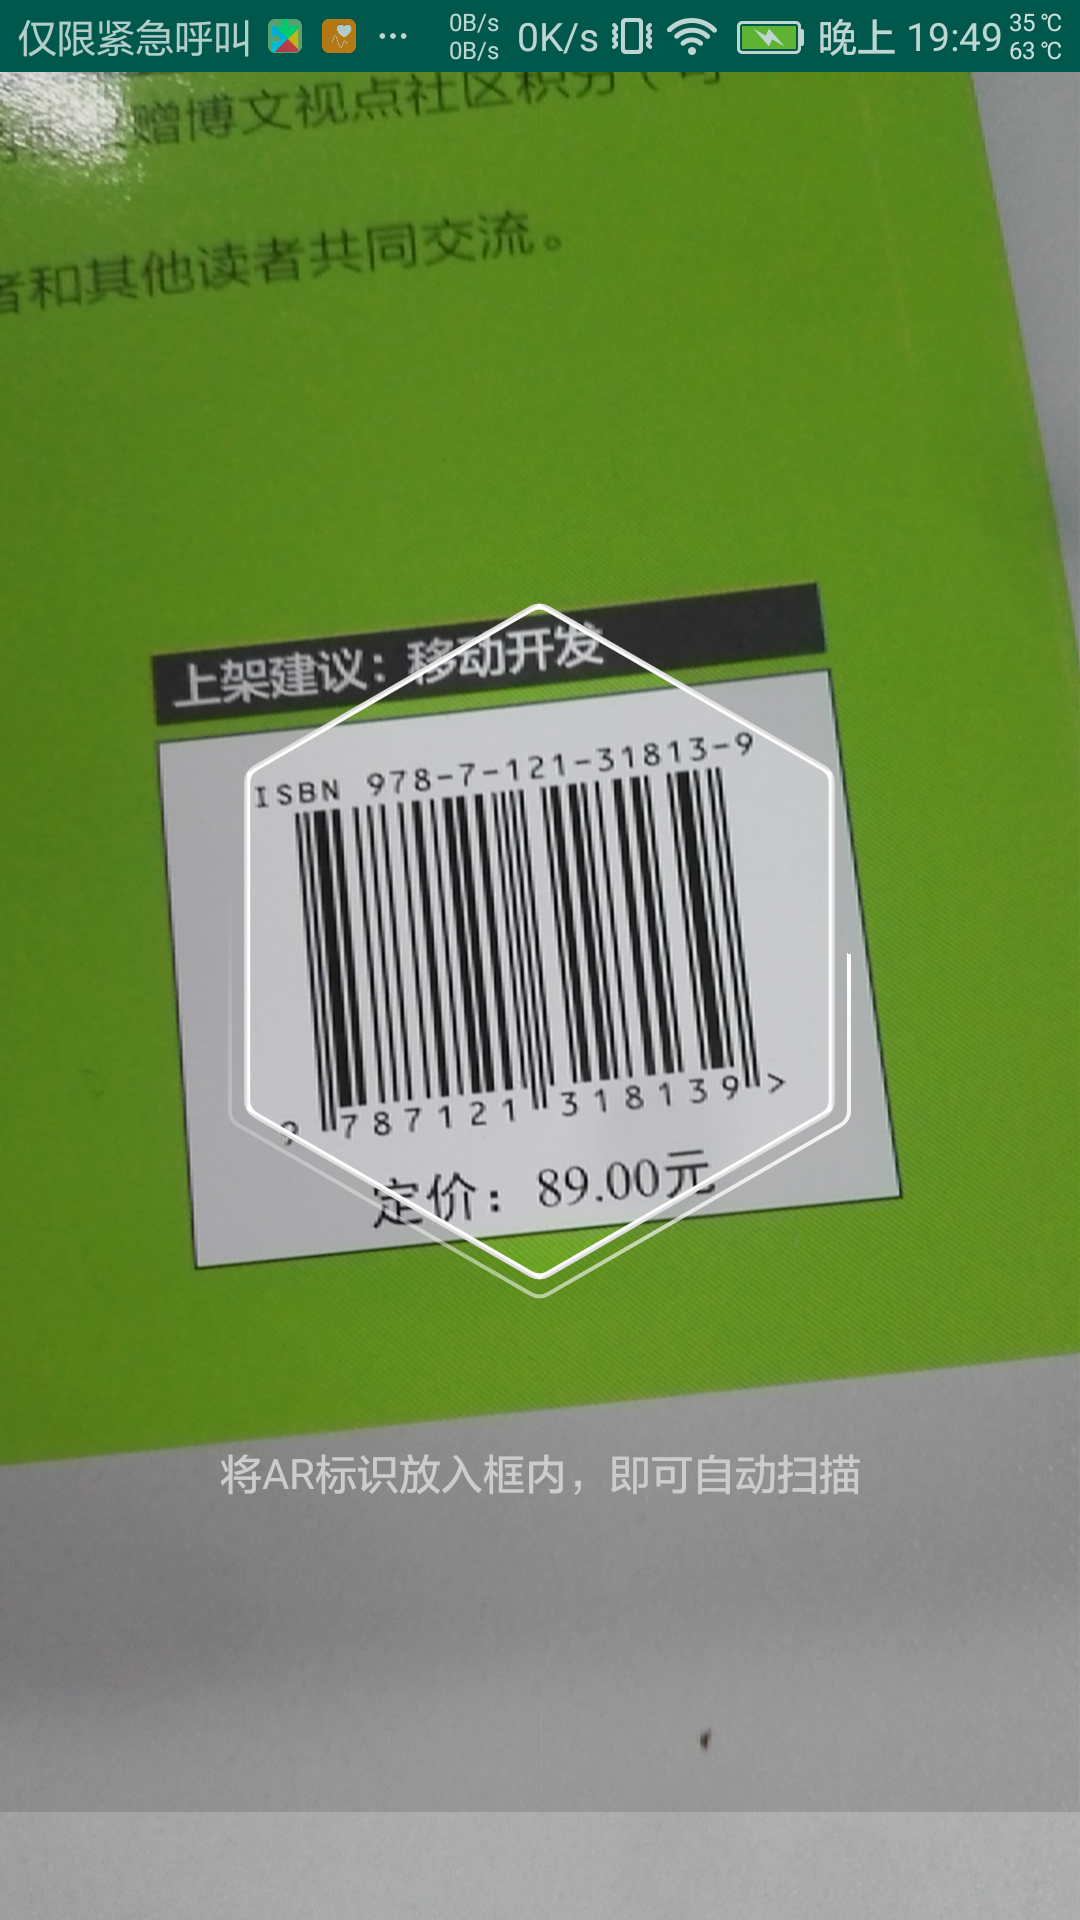 仅限紧急呼叫 ··· 0B/s 0B/s 0K/s 晚上 19:49 35℃ 63℃
赠博文视点社区积分（可
者和其他读者共同交流。
上架建议：移动开发
ISBN 978-7-121-31813-9
9 787121 318139 >
定价：89.00元
将AR标识放入框内，即可自动扫描